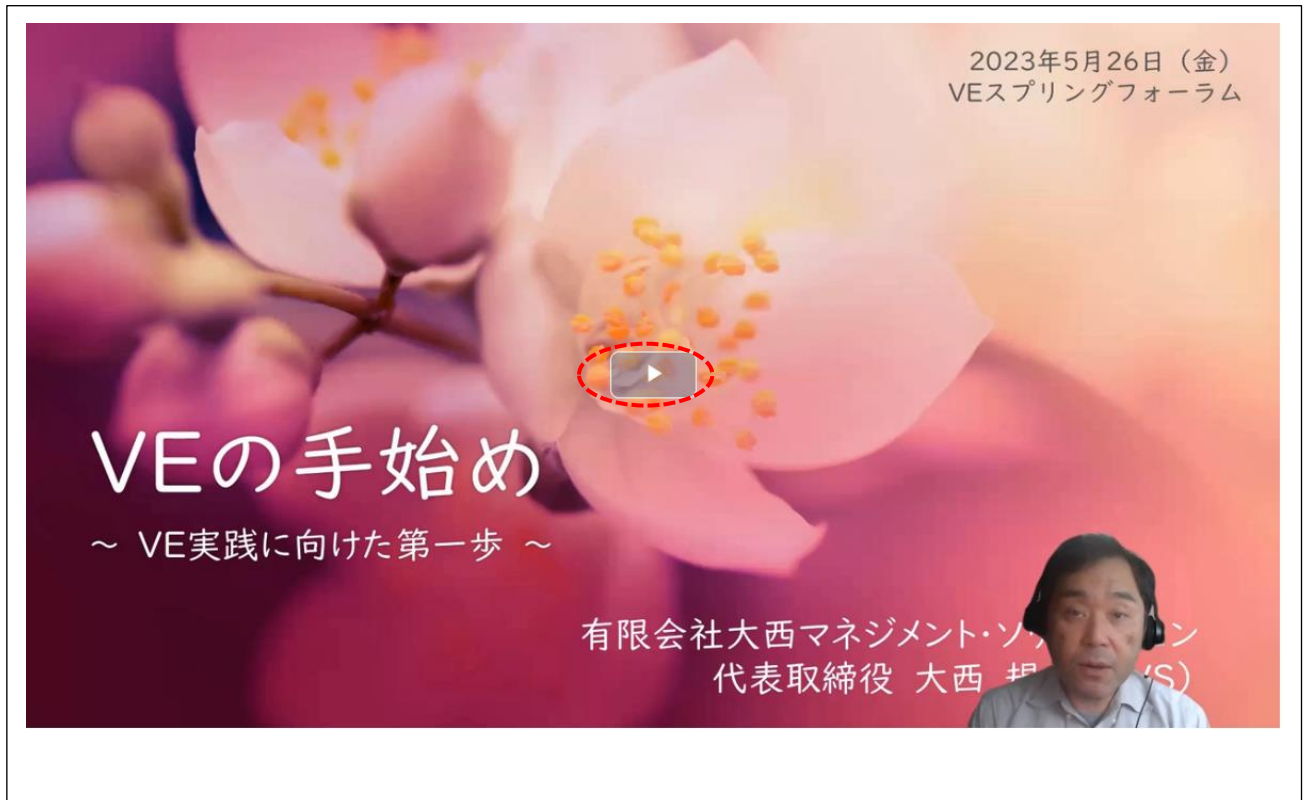 2023年5月26日（金）
VEスプリングフォーラム
VEの手始め
～ VE実践に向けた第一歩 ～
有限会社大西マネジメント・ソ ン
代表取締役 大西 S）